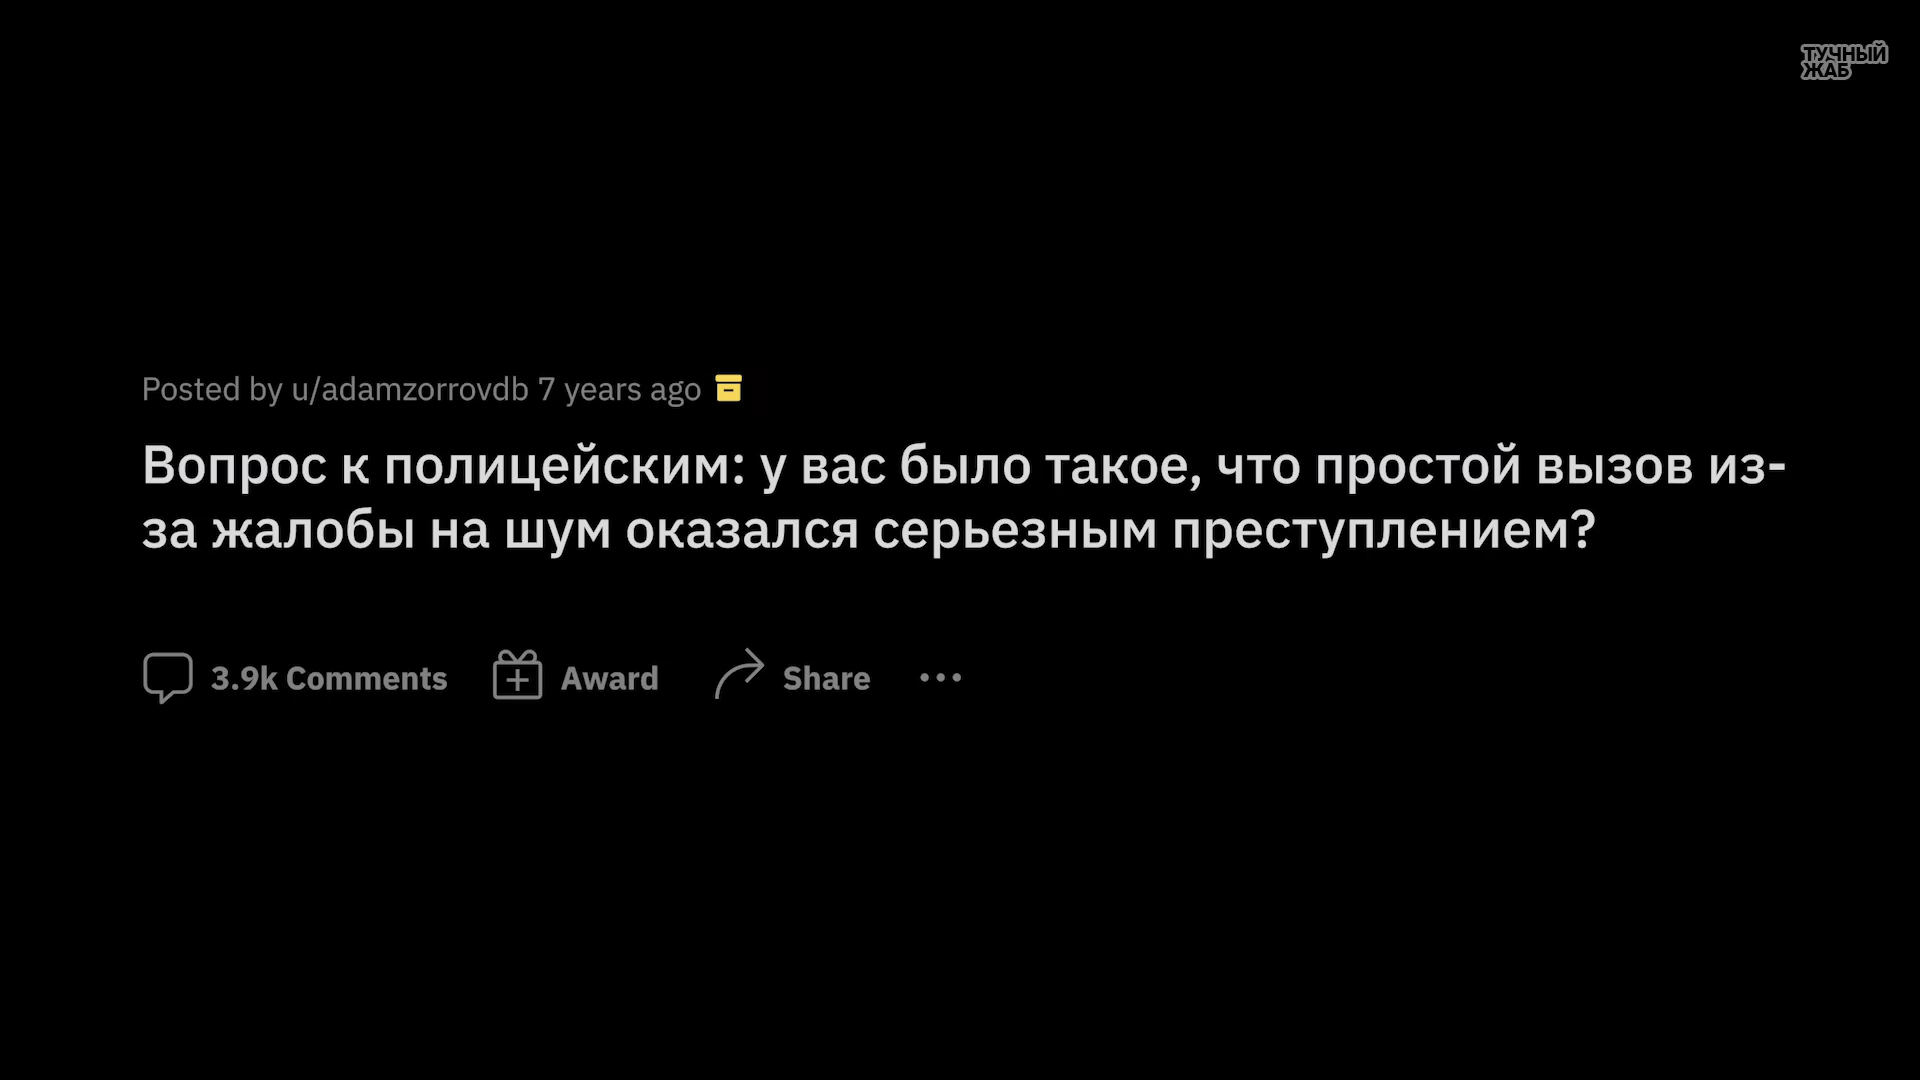 ТУЧНЫЙ
ЖАБ
Posted by u/adamzorrovdb 7 years ago
Вопрос к полицейским: у вас было такое, что простой вызов из-
за жалобы на шум оказался серьезным преступлением?
3.9k Comments Award Share